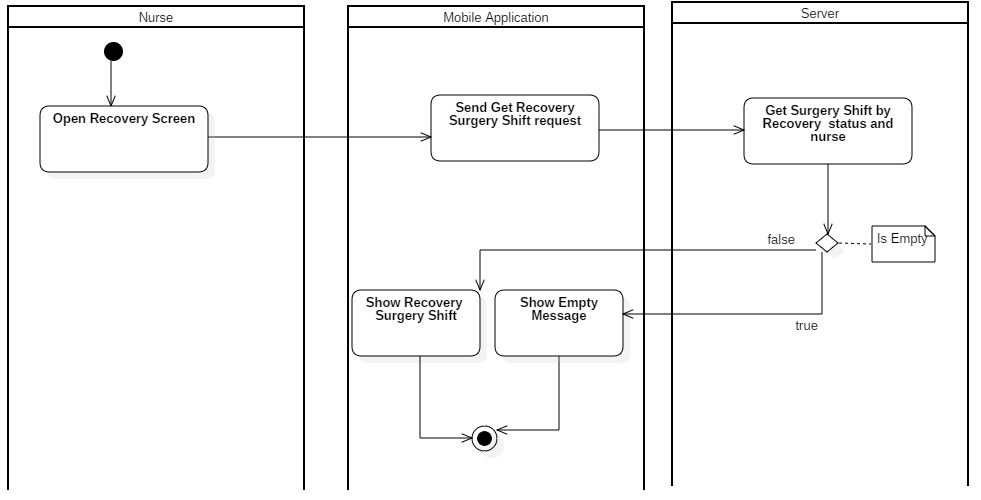 Nurse
Mobile Application
Server
Open Recovery Screen
Send Get Recovery
Surgery Shift request
Get Surgery Shift by
Recovery  status and
nurse
false
Is Empty
Show Recovery
Surgery Shift
Show Empty
Message
true